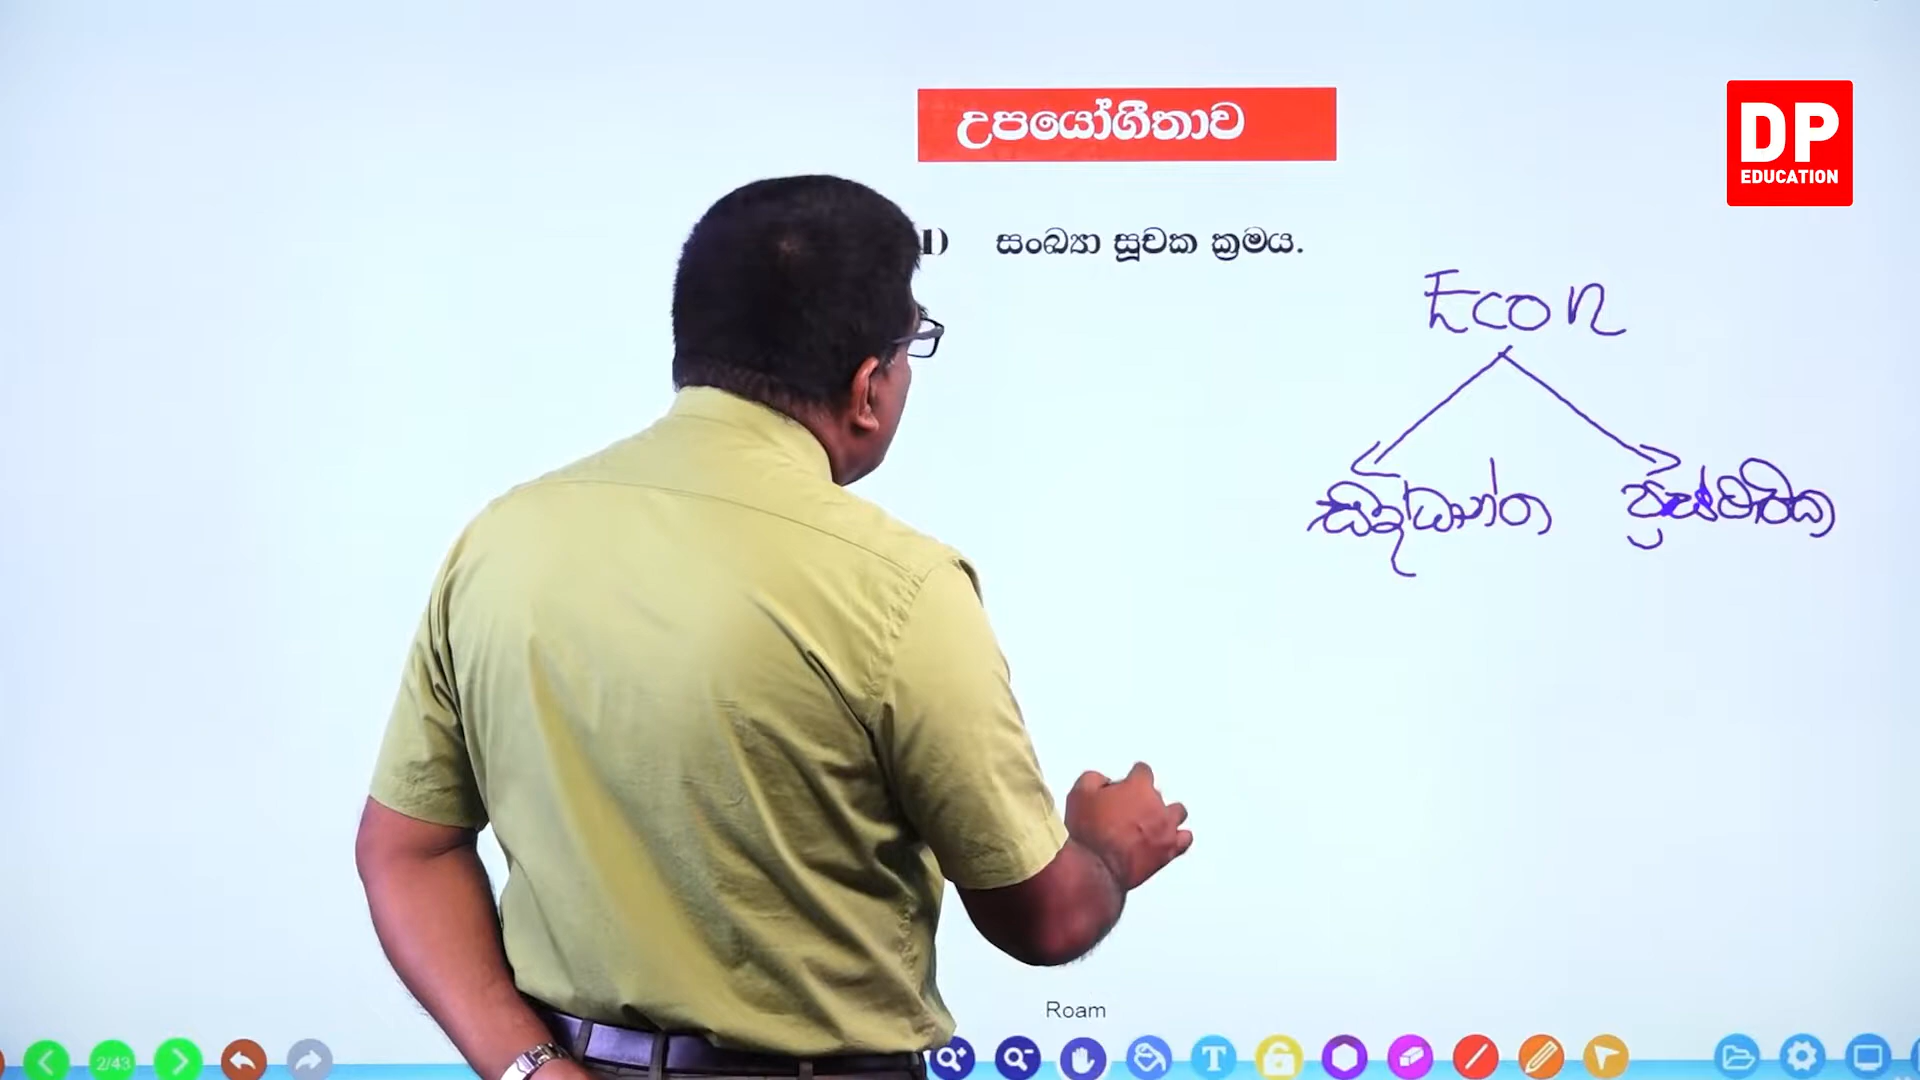 උපයෝගීතාව
DP
EDUCATION
සංඛ්‍යා සූචක ක්‍රමය.
Econ
සිද්ධාන්ත
Roam
2/43
T